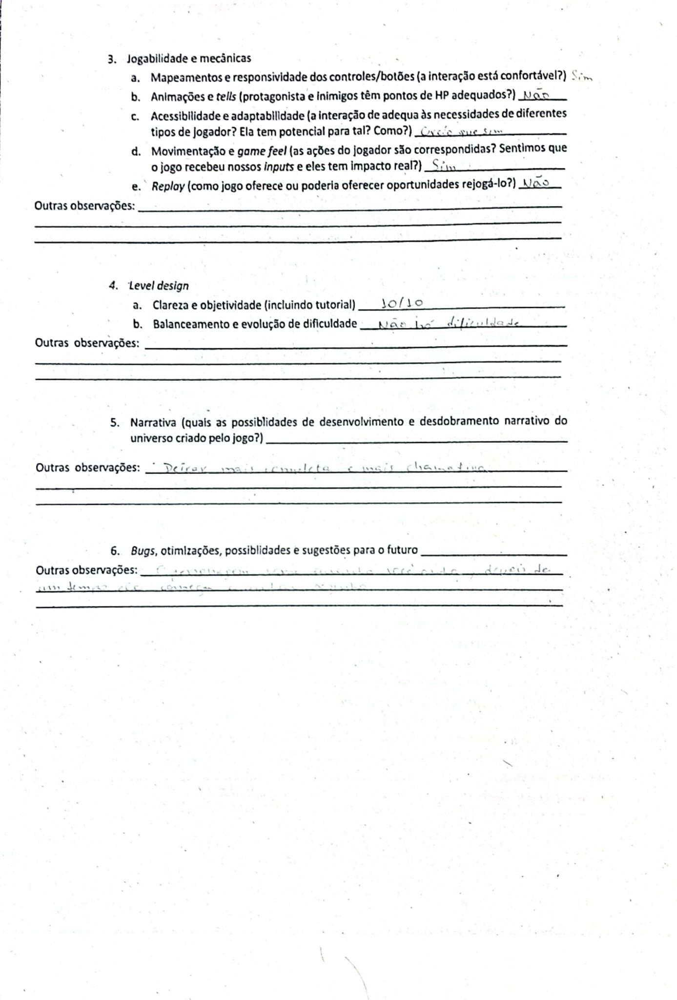 3. Jogabilidade e mecânicas
a. Mapeamentos e responsividade dos controles/botões (a interação está confortável?) Sim
b. Animações e tells (protagonista e inimigos têm pontos de HP adequados?) Não
c. Acessibilidade e adaptabilidade (a interação de adequa às necessidades de diferentes
tipos de jogador? Ela tem potencial para tal? Como?) Creio que sim
d. Movimentação e game feel (as ações do jogador são correspondidas? Sentimos que
o jogo recebeu nossos inputs e eles tem impacto real?) Sim
e. Replay (como jogo oferece ou poderia oferecer oportunidades rejogá-lo?) Não
Outras observações:
4. Level design
a. Clareza e objetividade (incluindo tutorial) 10/10
b. Balanceamento e evolução de dificuldade Não há dificuldade
Outras observações:
5. Narrativa (quais as possiblidades de desenvolvimento e desdobramento narrativo do
universo criado pelo jogo?)
Outras observações: Deixar mais completa e mais chamativa
6. Bugs, otimizações, possiblidades e sugestões para o futuro
Outras observações: O personagem some quando você anda, depois de
um tempo ele começa a andar sozinho